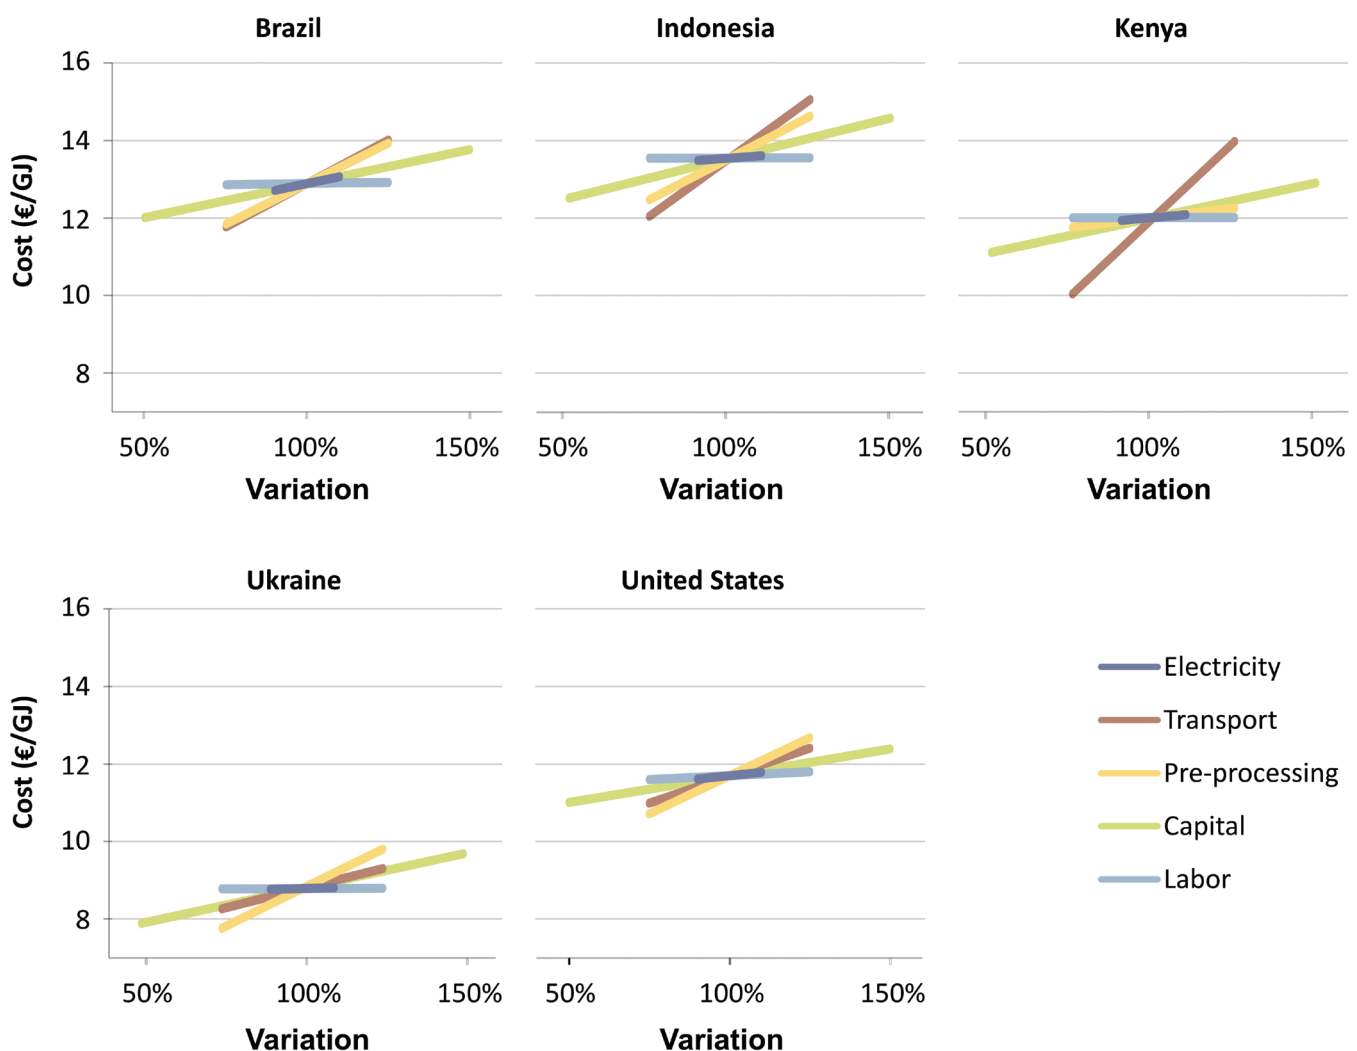 Brazil
Indonesia
Kenya
16
14
12
10
8
Cost (€/GJ)
50% 100% 150%
50% 100% 150%
50% 100% 150%
Variation
Variation
Variation
Ukraine
United States
16
14
12
10
8
Cost (€/GJ)
50% 100% 150%
50% 100% 150%
Variation
Variation
Electricity
Transport
Pre-processing
Capital
Labor